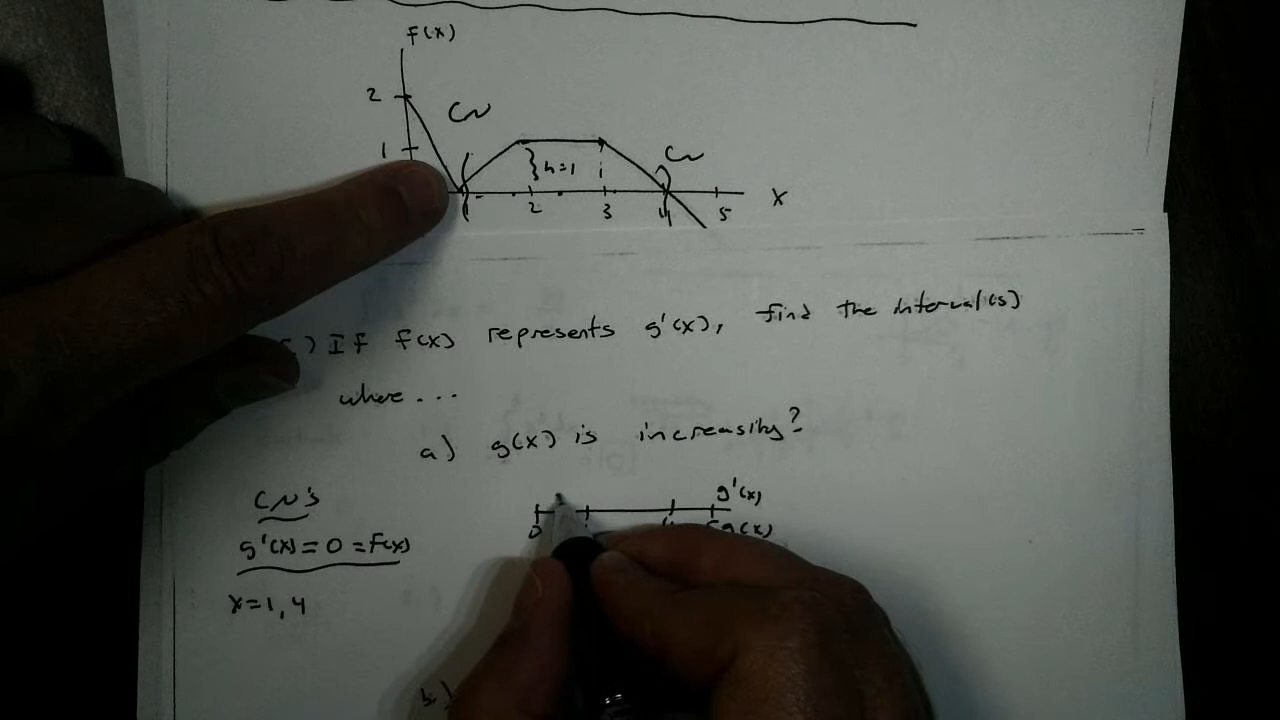 f(x)
2
CN
1
}h=1
CN
2 3 4 5 x
) If f(x) represents g'(x), find the interval(s)
where ...
a) g(x) is increasing?
CN's
g'(x)
0
g(x)
g'(x) = 0 = f(x)
x = 1, 4
b)